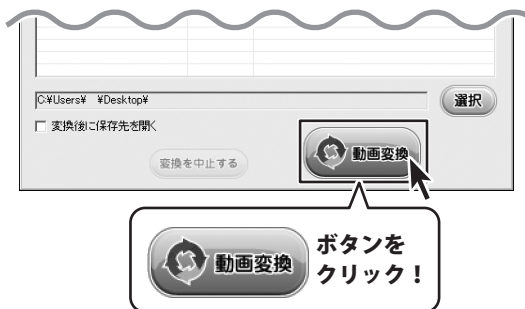 C:¥Users¥ ¥Desktop¥
選択
変換後に保存先を開く
変換を中止する
動画変換
動画変換
ボタンを
クリック！